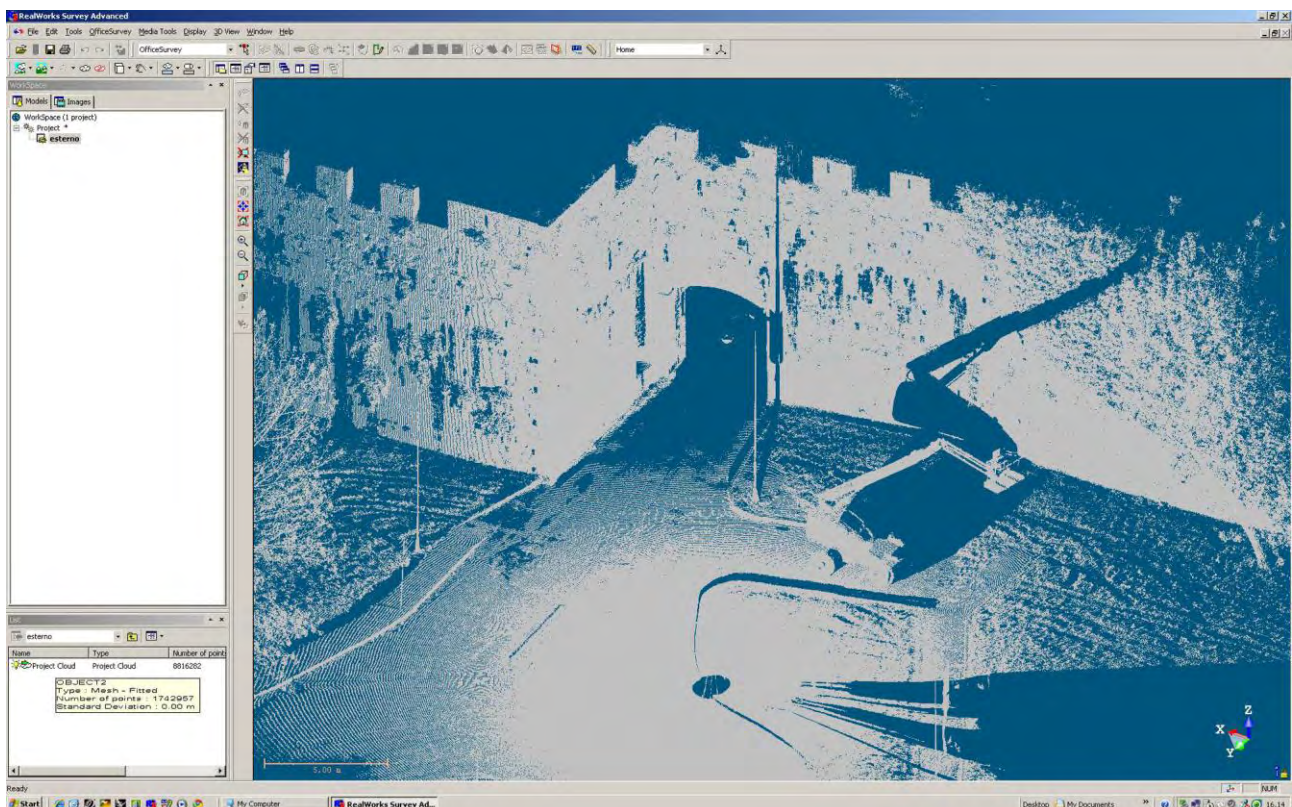 RealWorks Survey Advanced
File Edit Tools OfficeSurvey Media Tools Display 3D View Window Help
OfficeSurvey
Home
WorkSpace
Models Images
WorkSpace (1 project)
Project *
esterno
List
esterno
Name Type Number of point
Project Cloud Project Cloud 8816282
OBJECT2
Type : Mesh - Fitted
Number of points : 1742957
Standard Deviation : 0.00 m
5.00 m
Z
X
Y
Ready
NUM
Start My Computer RealWorks Survey Ad... Desktop My Documents » 16.14